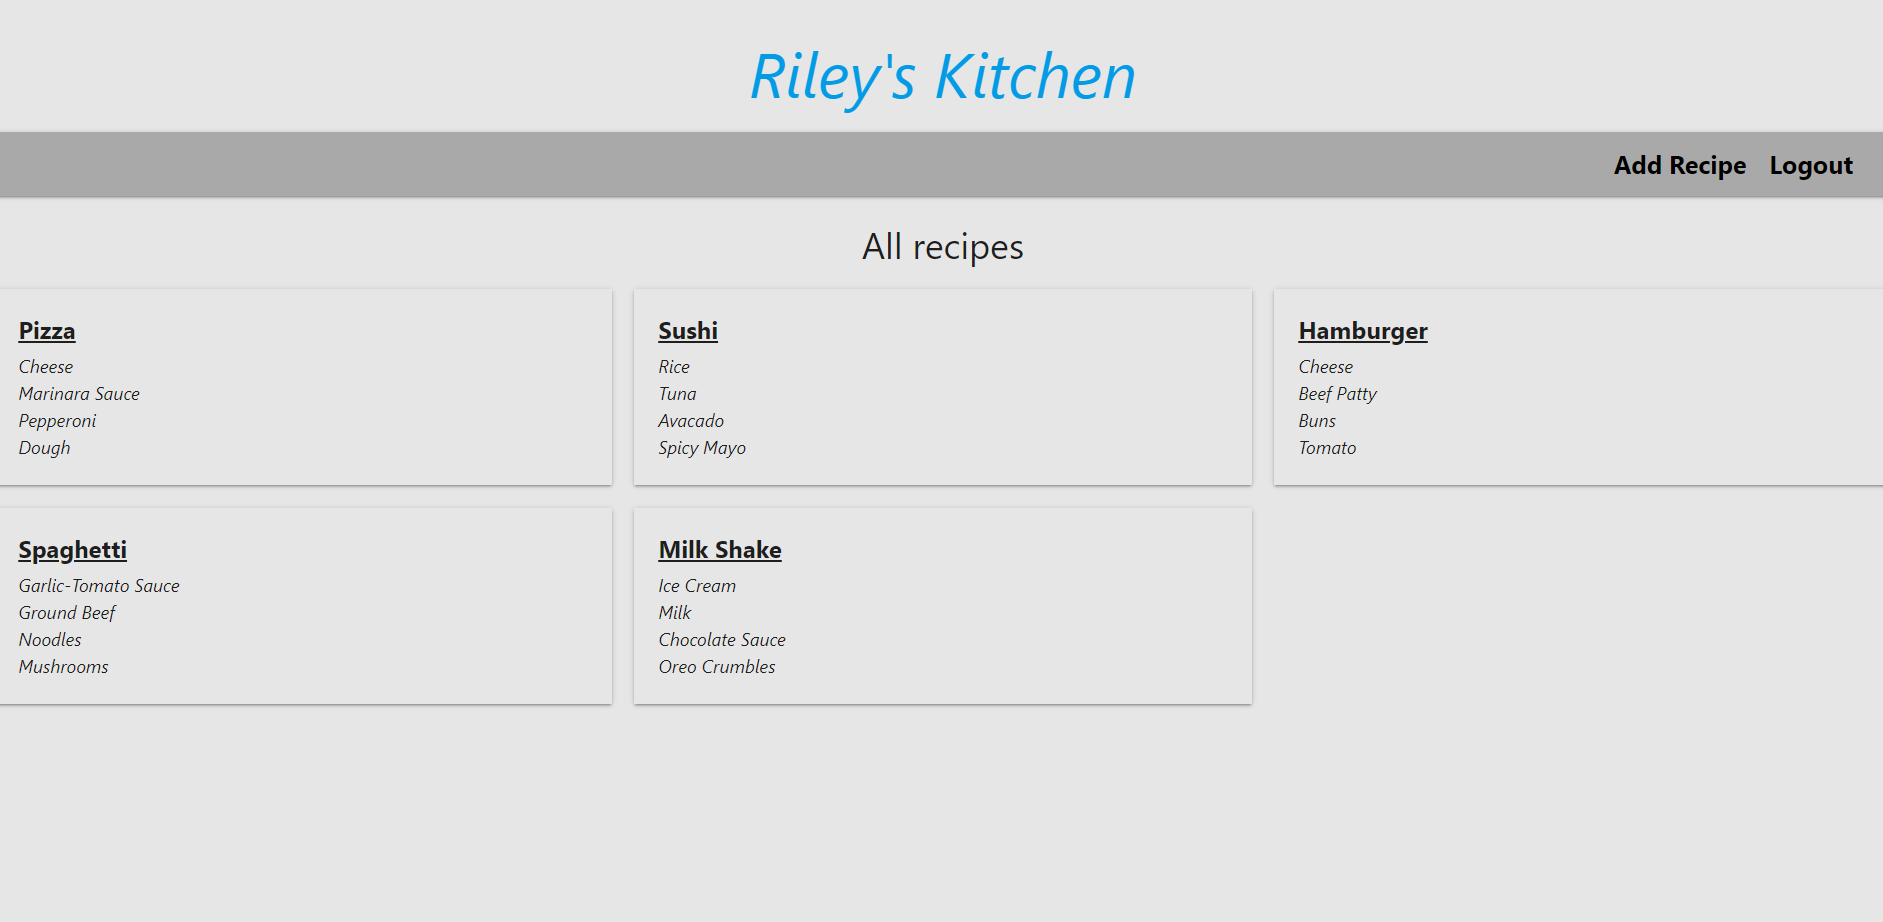 Riley's Kitchen
Add Recipe Logout
All recipes
Pizza
Cheese
Marinara Sauce
Pepperoni
Dough
Sushi
Rice
Tuna
Avacado
Spicy Mayo
Hamburger
Cheese
Beef Patty
Buns
Tomato
Spaghetti
Garlic-Tomato Sauce
Ground Beef
Noodles
Mushrooms
Milk Shake
Ice Cream
Milk
Chocolate Sauce
Oreo Crumbles